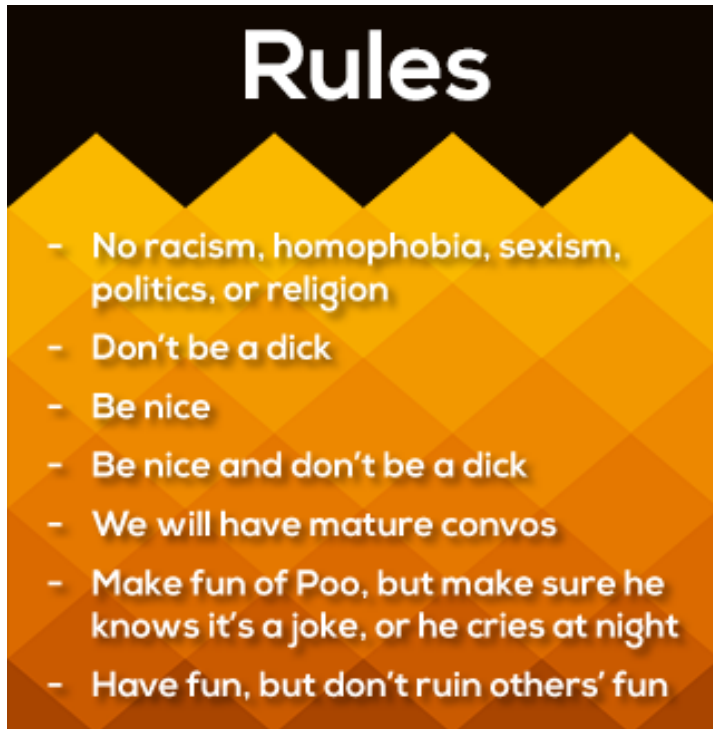 Rules
- No racism, homophobia, sexism,
politics, or religion
- Don't be a dick
- Be nice
- Be nice and don't be a dick
- We will have mature convos
- Make fun of Poo, but make sure he
knows it's a joke, or he cries at night
- Have fun, but don't ruin others' fun